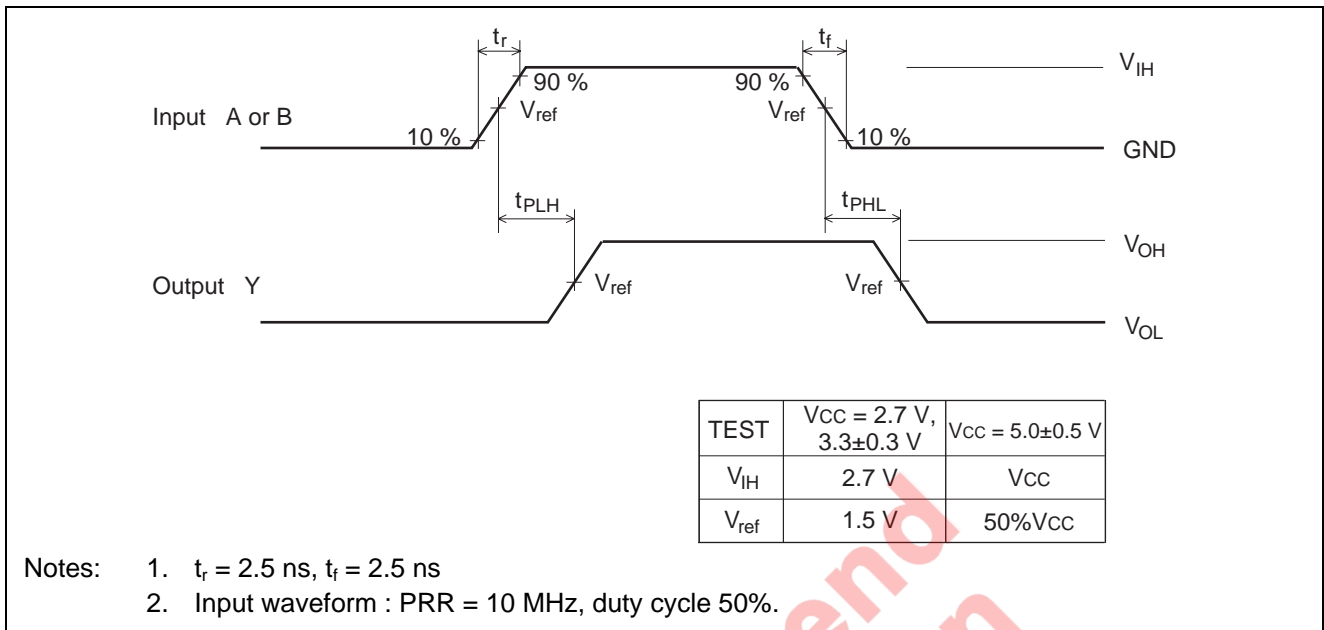 tr tf
VIH
90 % 90 %
Input A or B Vref Vref
10 % 10 %
GND
tPLH tPHL
VOH
Output Y Vref Vref
VOL
TEST VCC = 2.7 V, 3.3±0.3 V VCC = 5.0±0.5 V
VIH 2.7 V VCC
Vref 1.5 V 50%VCC
Notes: 1. tr = 2.5 ns, tf = 2.5 ns
2. Input waveform : PRR = 10 MHz, duty cycle 50%.